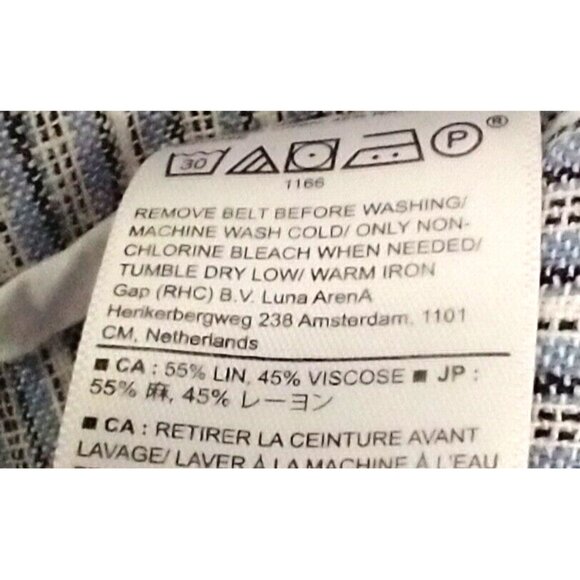 30 P ®
1166
REMOVE BELT BEFORE WASHING/
MACHINE WASH COLD/ ONLY NON-
CHLORINE BLEACH WHEN NEEDED/
TUMBLE DRY LOW/ WARM IRON
Gap (RHC) B.V. Luna ArenA
Herikerbergweg 238 Amsterdam, 1101
CM, Netherlands
■ CA : 55% LIN, 45% VISCOSE ■ JP :
55% 麻, 45% レーヨン
■ CA : RETIRER LA CEINTURE AVANT
LAVAGE/ LAVER À LA MACHINE À L'EAU